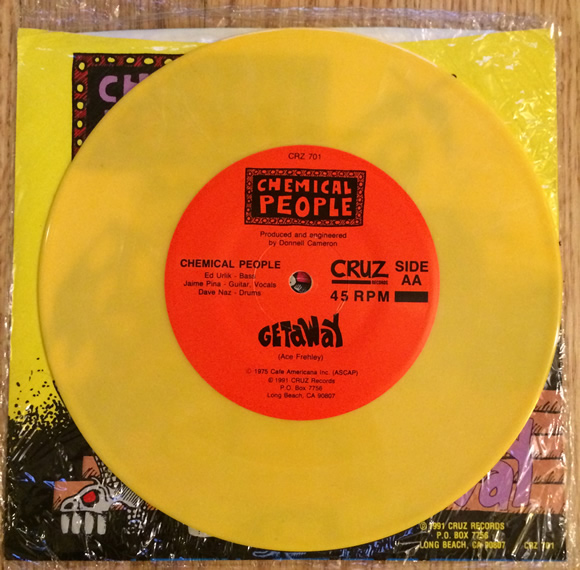 CHE
CRZ 701
CHEMICAL
PEOPLE
Produced and engineered
by Donnell Cameron
CHEMICAL PEOPLE
Ed Urlik - Bass
Jaime Pina - Guitar, Vocals
Dave Naz - Drums
CRUZ
RECORDS
SIDE
AA
45 RPM
GETAWAY
(Ace Frehley)
© 1975 Cafe Americana Inc. (ASCAP)
© 1991 CRUZ Records
P.O. Box 7756
Long Beach, CA 90807
©1991 CRUZ RECORDS
P.O. BOX 7756
LONG BEACH, CA 90807 CRZ 701